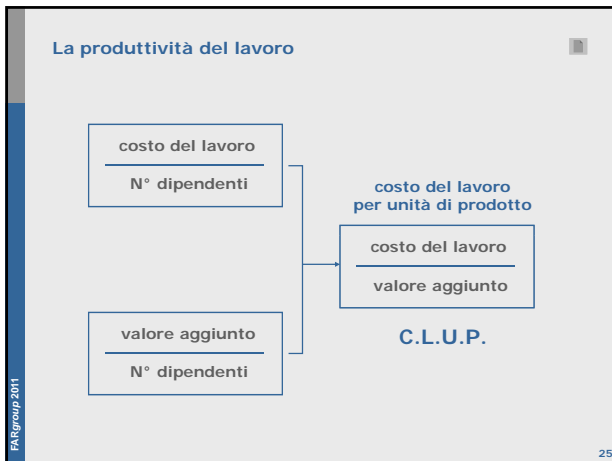 La produttività del lavoro
costo del lavoro
N° dipendenti
costo del lavoro
per unità di prodotto
costo del lavoro
valore aggiunto
valore aggiunto
N° dipendenti
C.L.U.P.
FARgroup 2011
25